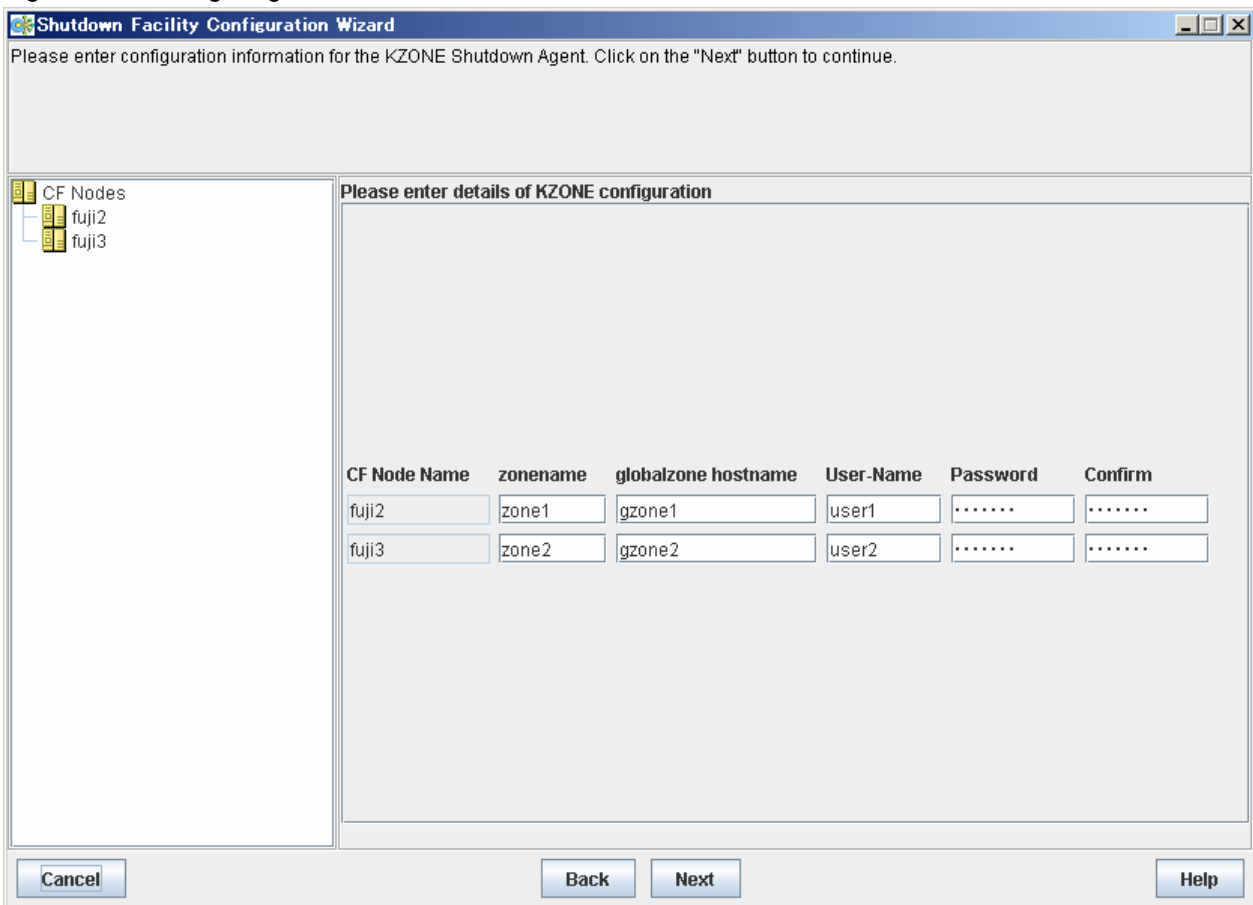 Shutdown Facility Configuration Wizard
Please enter configuration information for the KZONE Shutdown Agent. Click on the "Next" button to continue.
CF Nodes
fuji2
fuji3
Please enter details of KZONE configuration
CF Node Name zonename globalzone hostname User-Name Password Confirm
fuji2 zone1 gzone1 user1 ······· ·······
fuji3 zone2 gzone2 user2 ······· ·······
Cancel Back Next Help